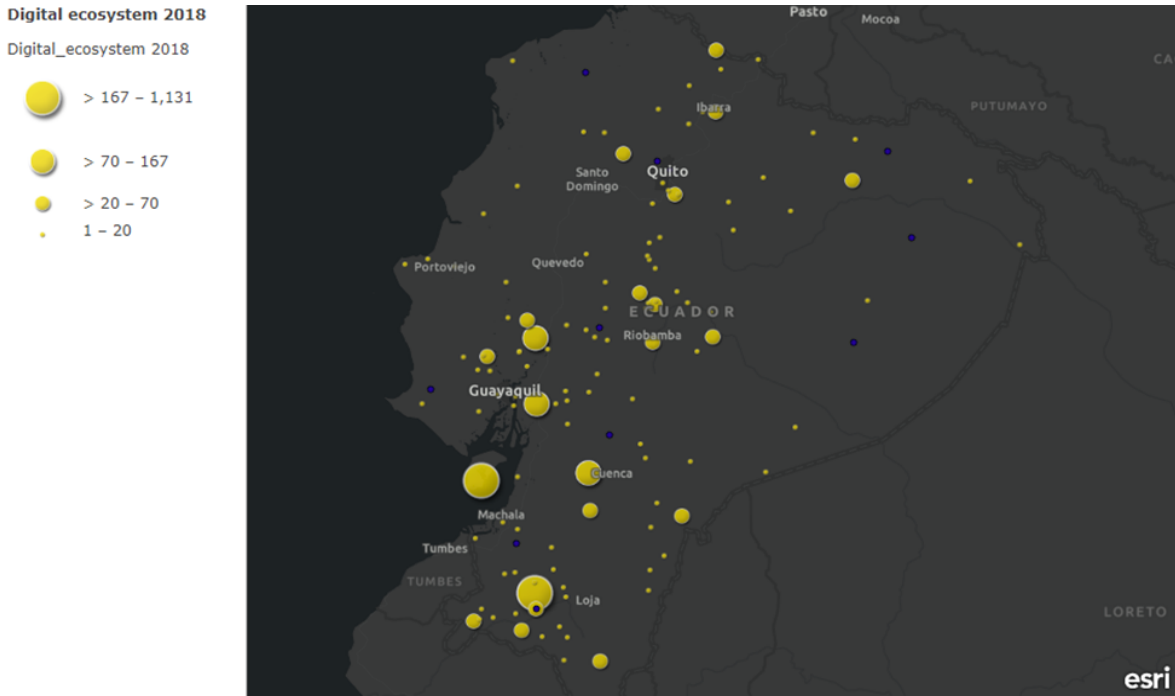 Digital ecosystem 2018
Digital_ecosystem 2018
> 167 – 1,131
> 70 – 167
> 20 – 70
1 – 20
Pasto
Mocoa
CA
PUTUMAYO
Ibarra
Santo
Domingo
Quito
Portoviejo
Quevedo
ECUADOR
Riobamba
Guayaquil
Cuenca
Machala
Tumbes
TUMBES
Loja
LORETO
esri